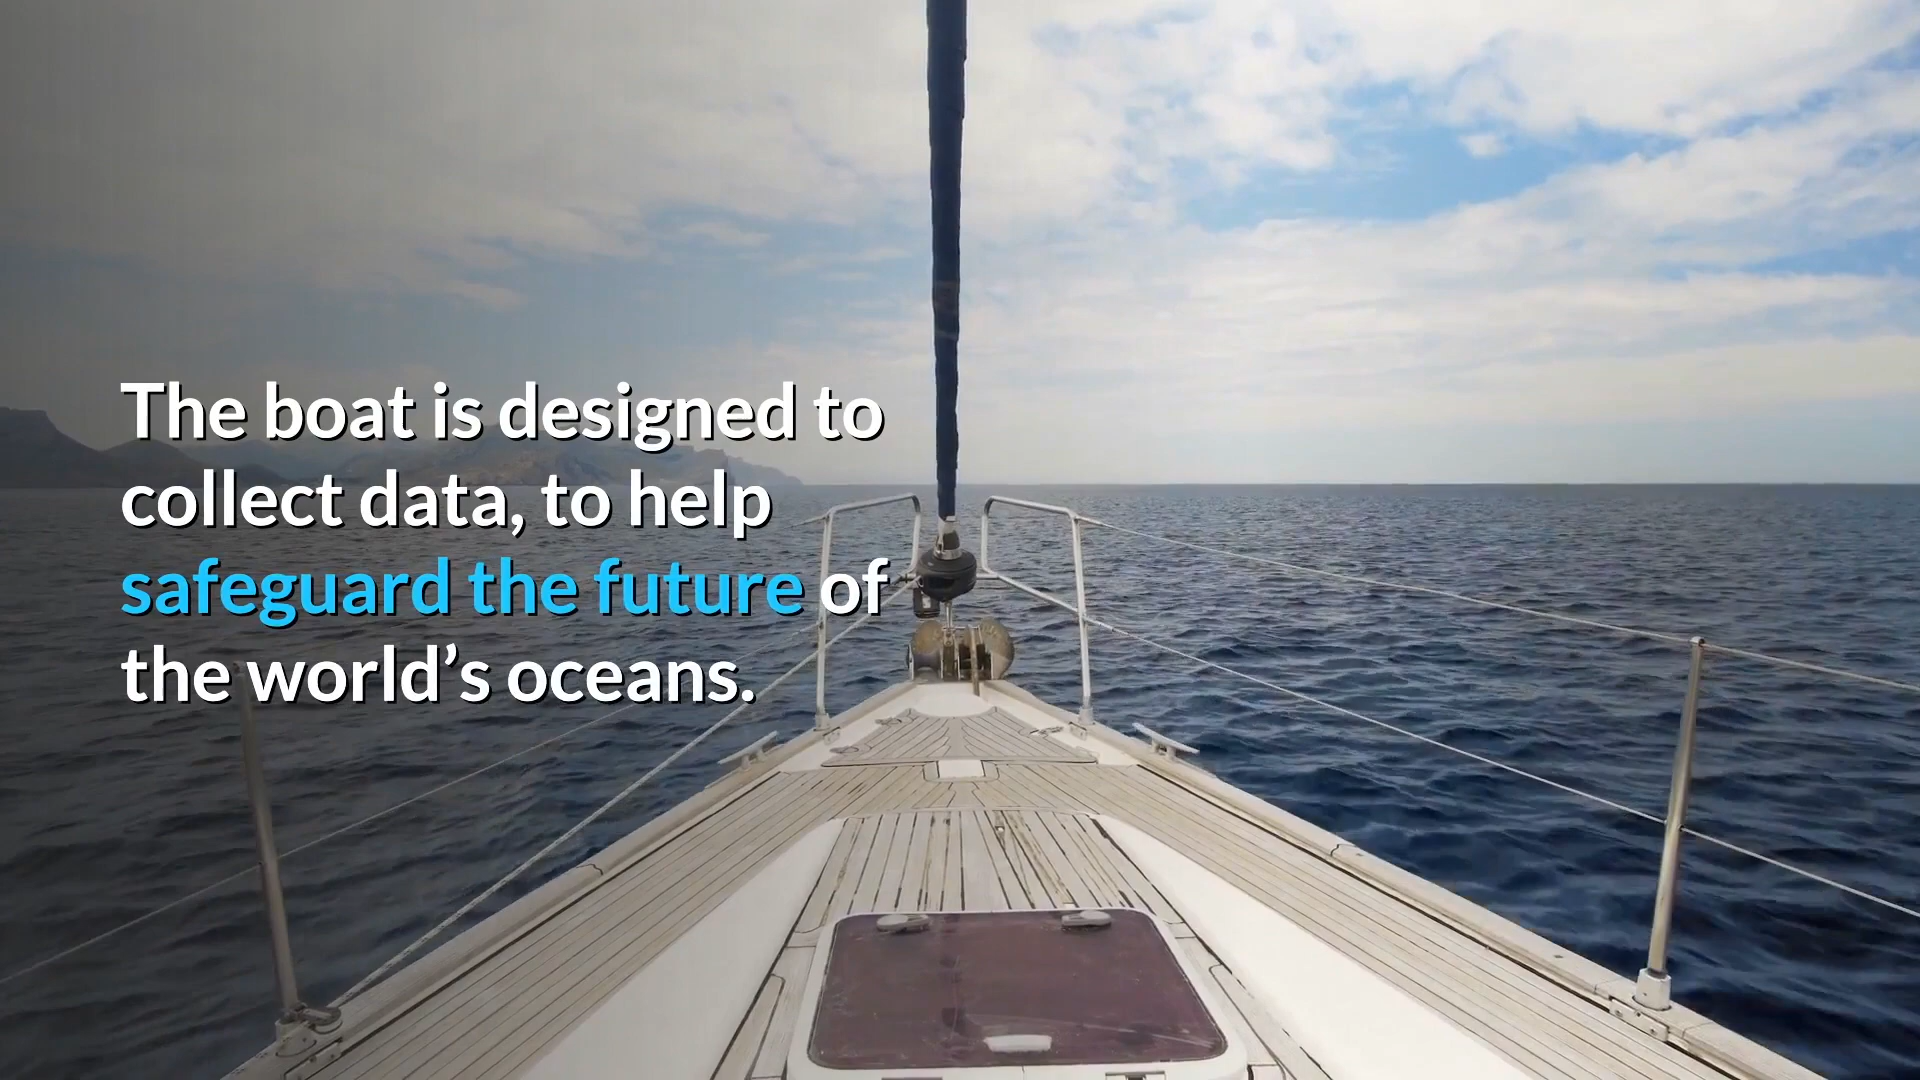 The boat is designed to
collect data, to help
safeguard the future of
the world’s oceans.